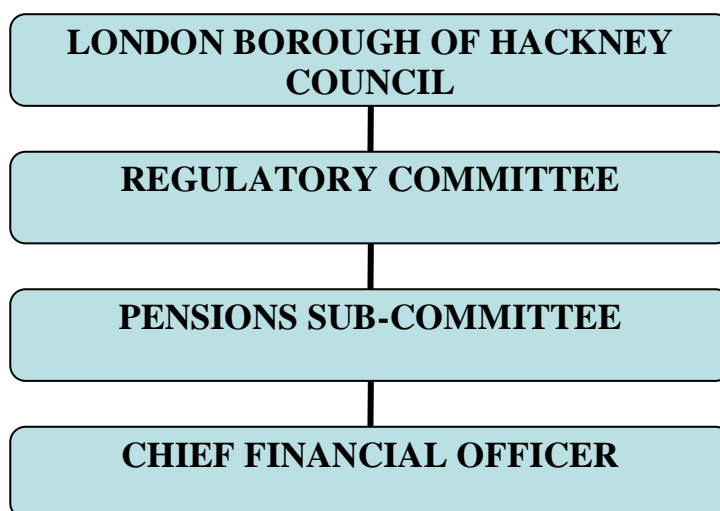 LONDON BOROUGH OF HACKNEY
COUNCIL
REGULATORY COMMITTEE
PENSIONS SUB-COMMITTEE
CHIEF FINANCIAL OFFICER